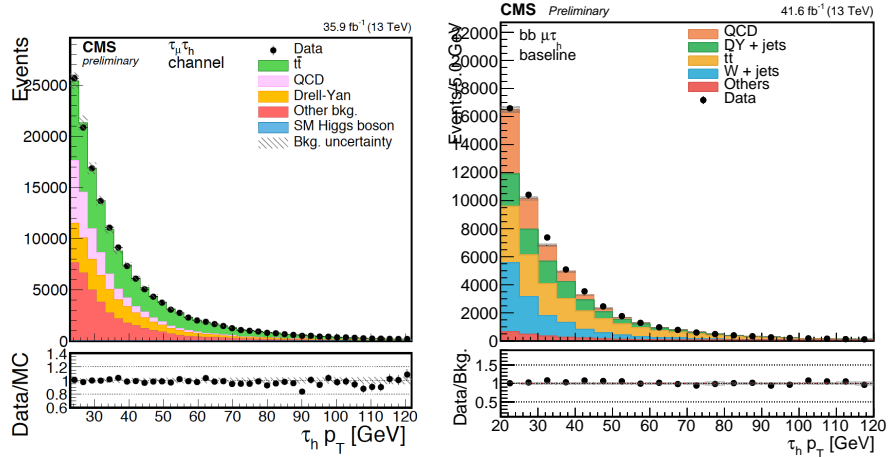 35.9 fb⁻¹ (13 TeV)
Events
CMS
preliminary
τμτh
channel
Data
tt̄
QCD
Drell-Yan
Other bkg.
SM Higgs boson
Bkg. uncertainty
25000
20000
15000
10000
5000
0
Data/MC
1.4
1.2
1
0.8
0.6
30 40 50 60 70 80 90 100 110 120
τh pT [GeV]
CMS Preliminary 41.6 fb⁻¹ (13 TeV)
Events/5.0 GeV
bb μτh
baseline
QCD
DY + jets
tt
W + jets
Others
Data
22000
20000
18000
16000
14000
12000
10000
8000
6000
4000
2000
0
Data/Bkg.
1.5
1
0.5
20 30 40 50 60 70 80 90 100 110 120
τh pT [GeV]